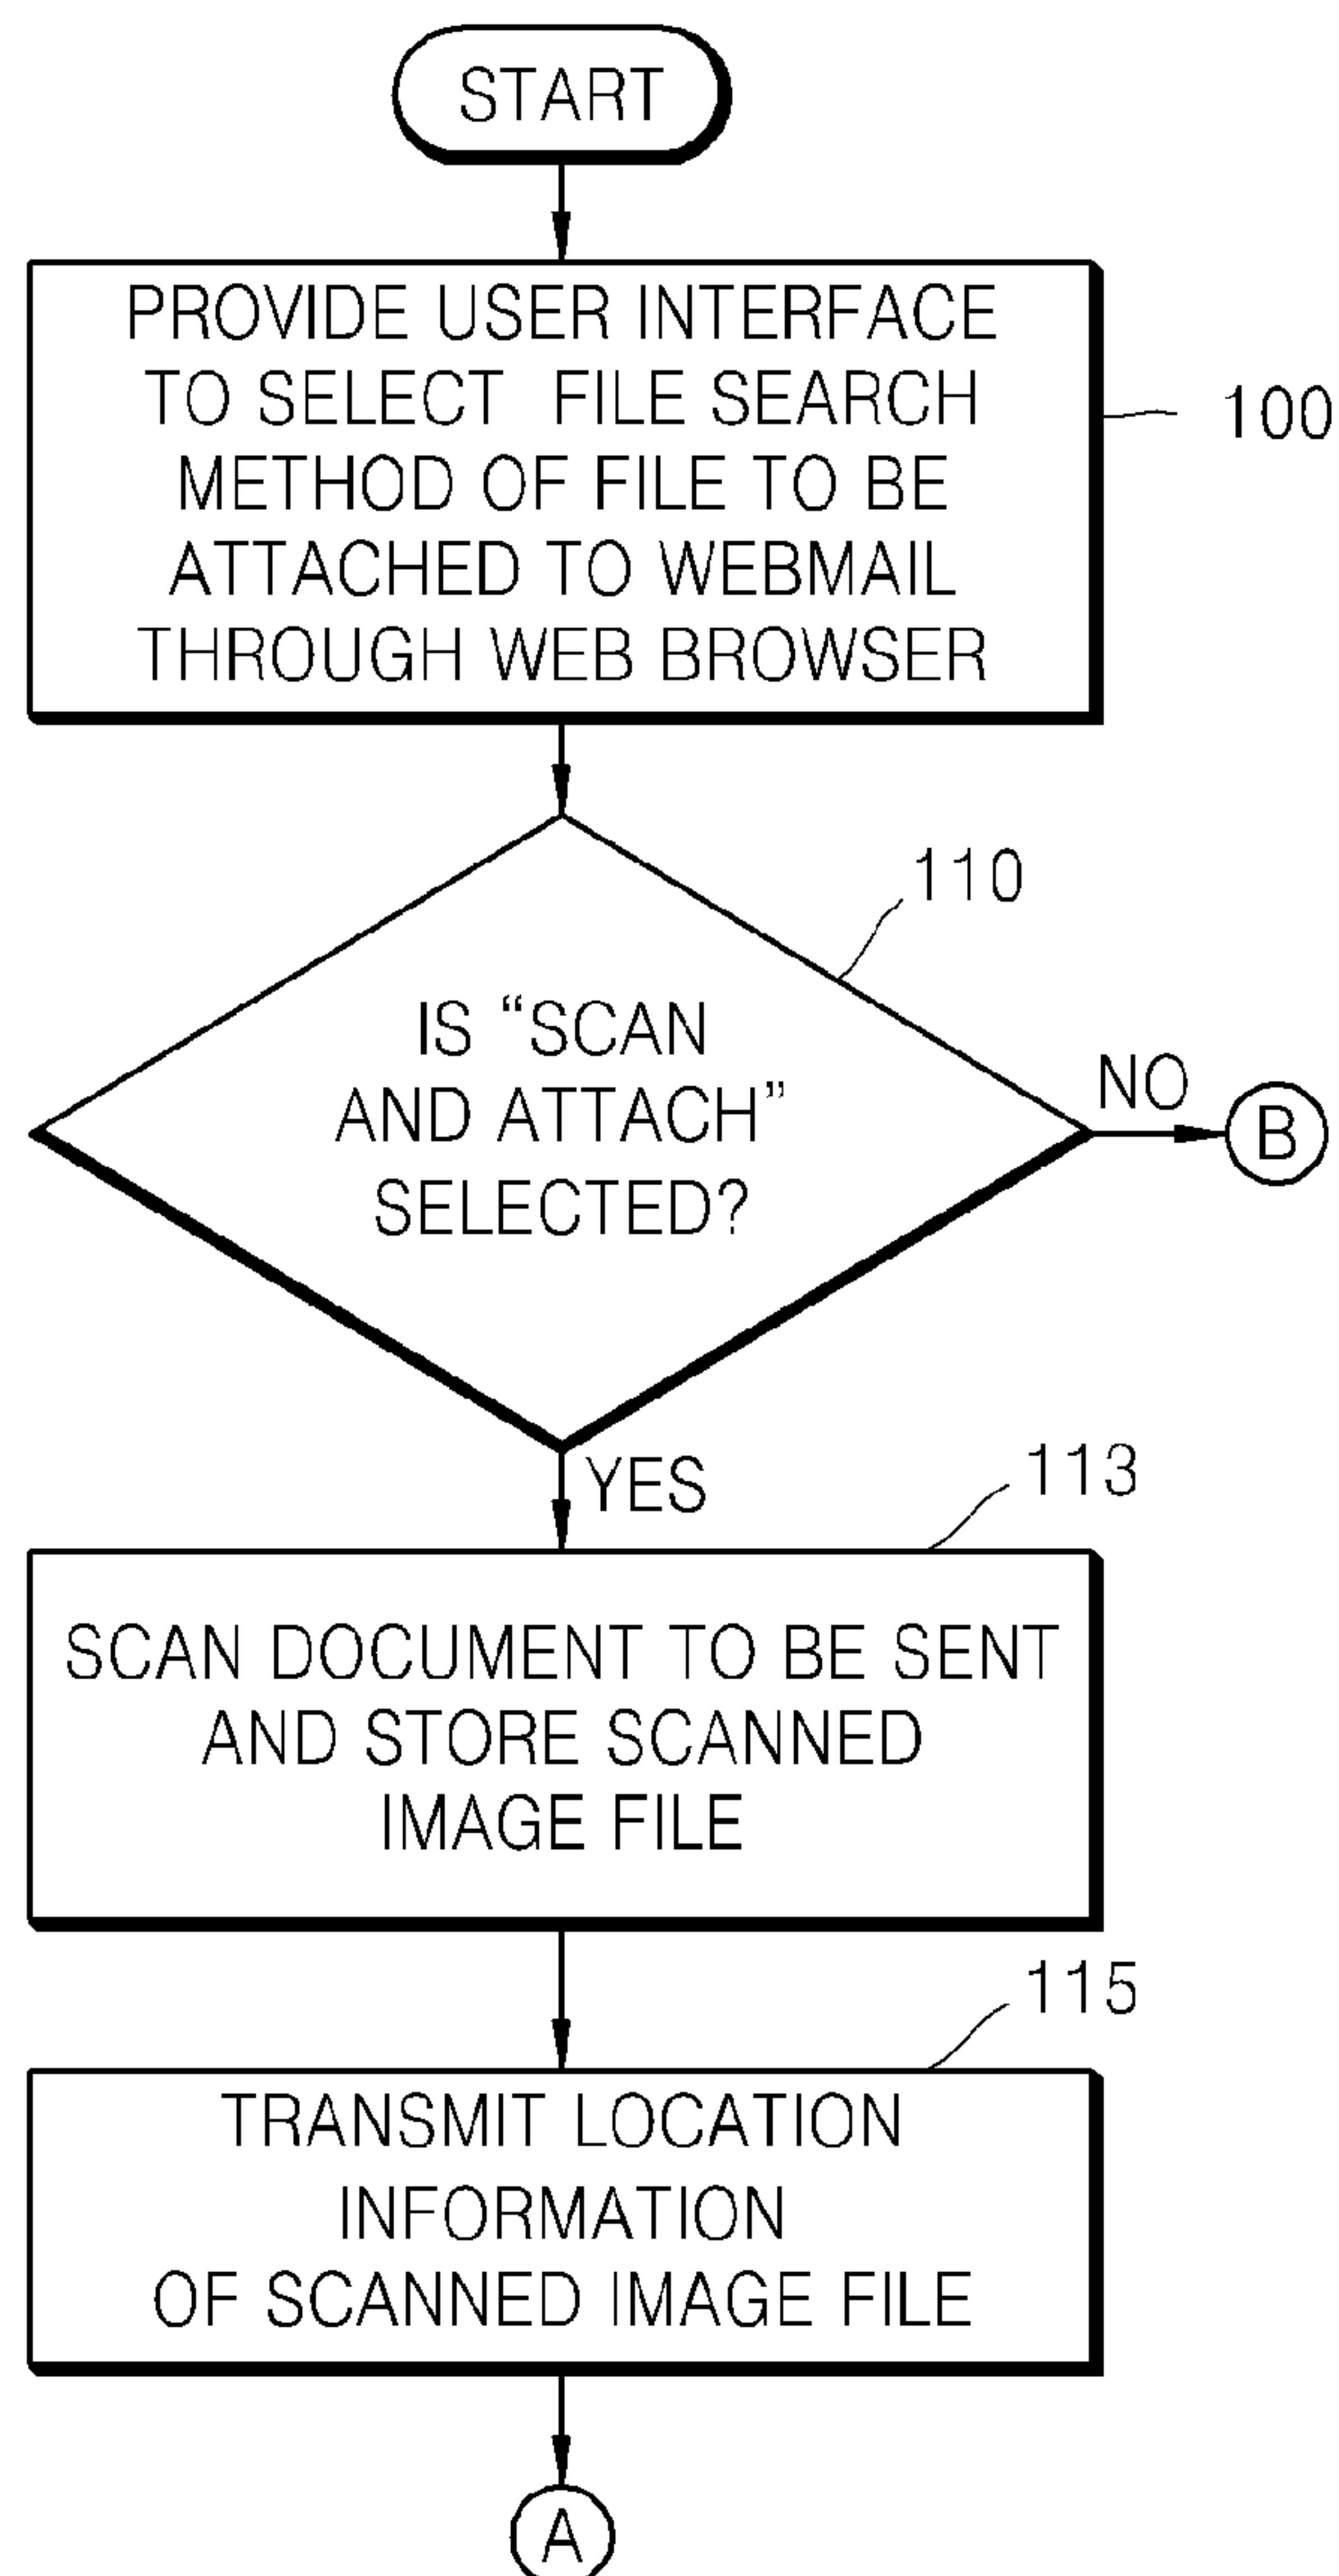 START
PROVIDE USER INTERFACE
TO SELECT FILE SEARCH
METHOD OF FILE TO BE
ATTACHED TO WEBMAIL
THROUGH WEB BROWSER
100
110
IS “SCAN
AND ATTACH”
SELECTED?
NO
B
YES
113
SCAN DOCUMENT TO BE SENT
AND STORE SCANNED
IMAGE FILE
115
TRANSMIT LOCATION
INFORMATION
OF SCANNED IMAGE FILE
A